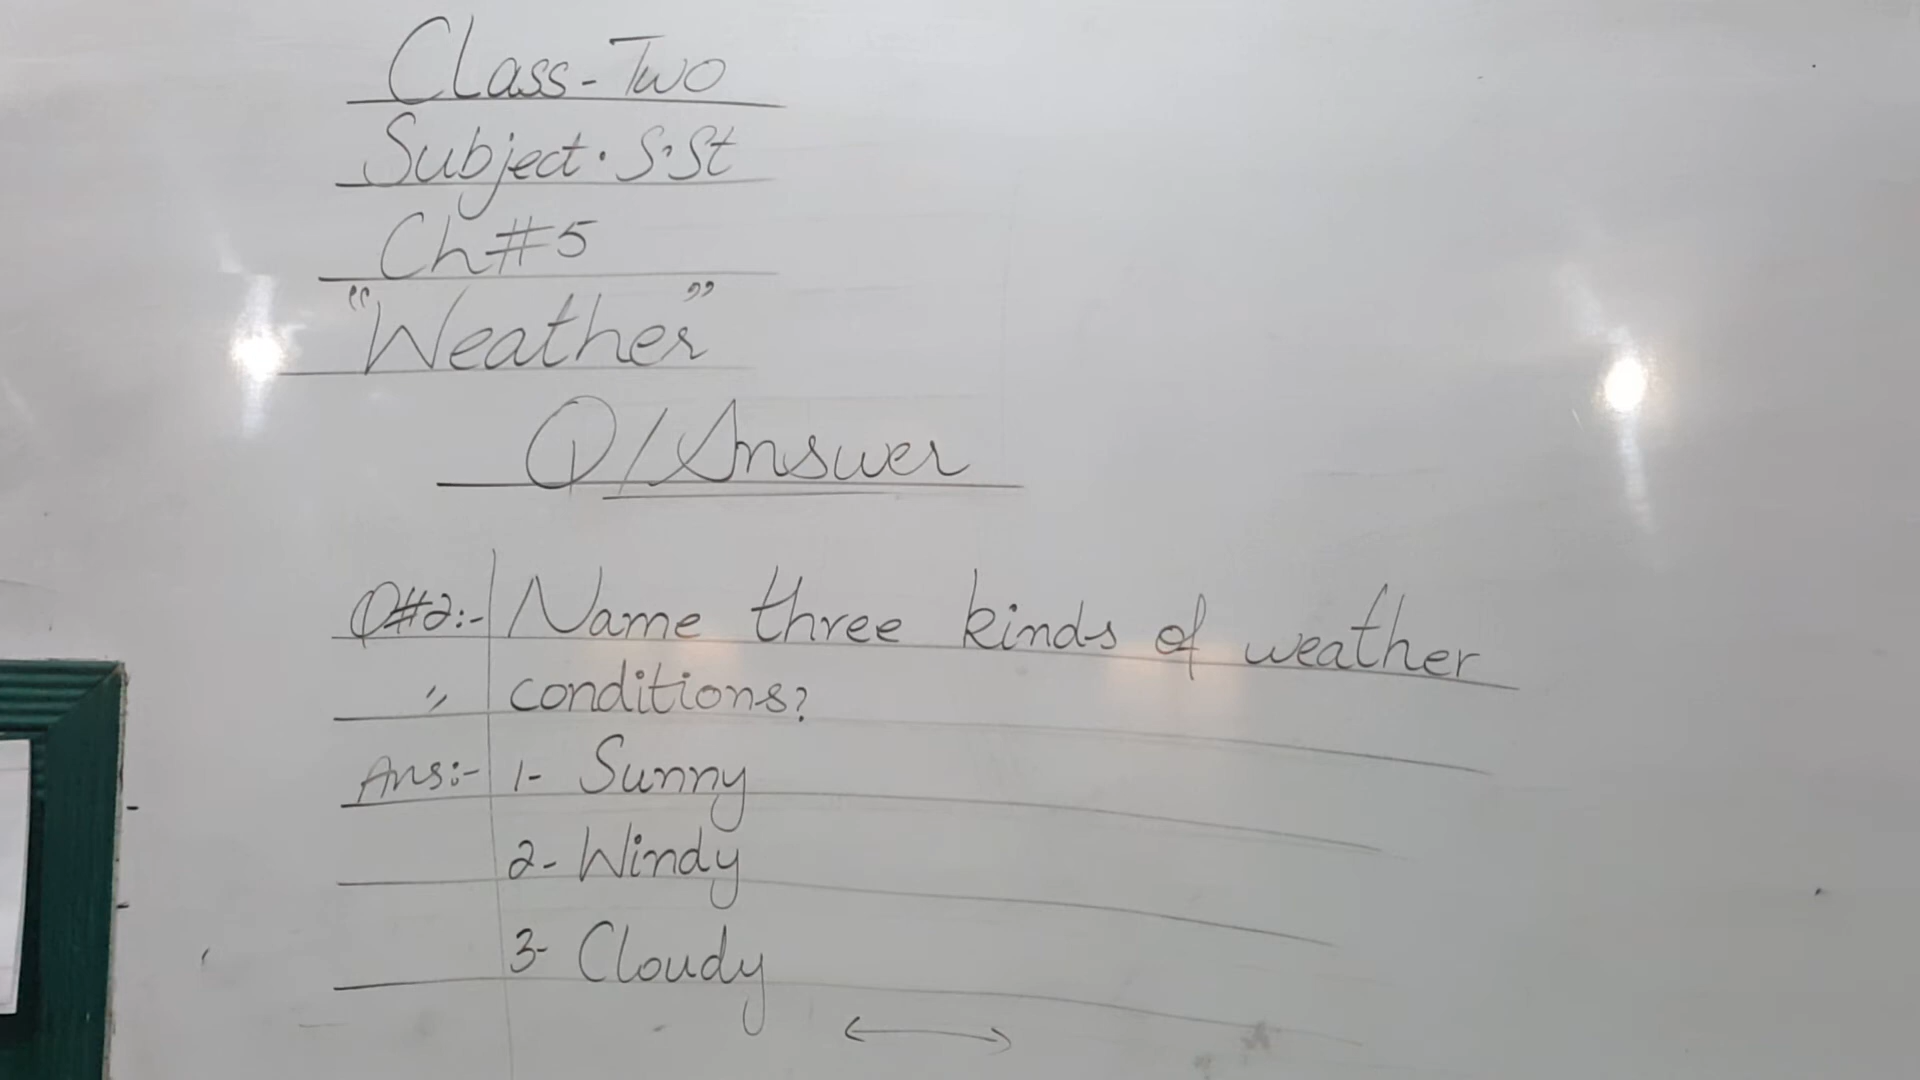 Class-Two
Subject. S.St
Ch#5
"Weather"
Q/Answer
Q#2:- Name three kinds of weather
" conditions?
Ans:- 1- Sunny
2- Windy
3- Cloudy